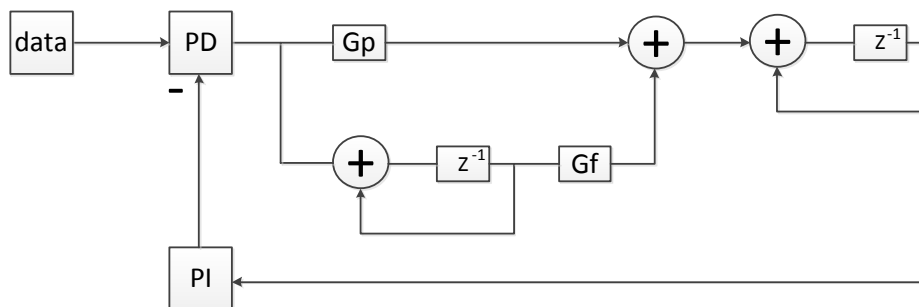 data
PD
Gp
+
+
z⁻¹
-
+
z⁻¹
Gf
PI